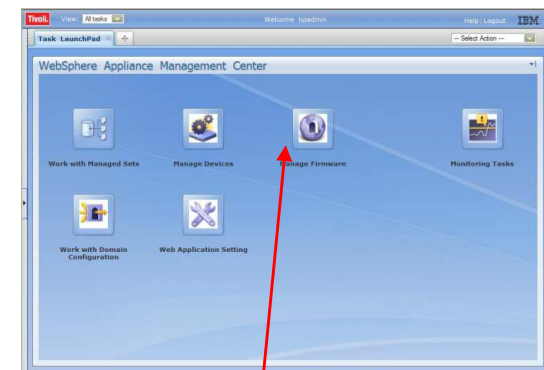 Tivoli. View: All tasks Welcome tipadmin Help | Logout IBM
Task LaunchPad -- Select Action --
WebSphere Appliance Management Center
Work with Managed Sets
Manage Devices
Manage Firmware
Monitoring Tasks
Work with Domain
Configuration
Web Application Setting